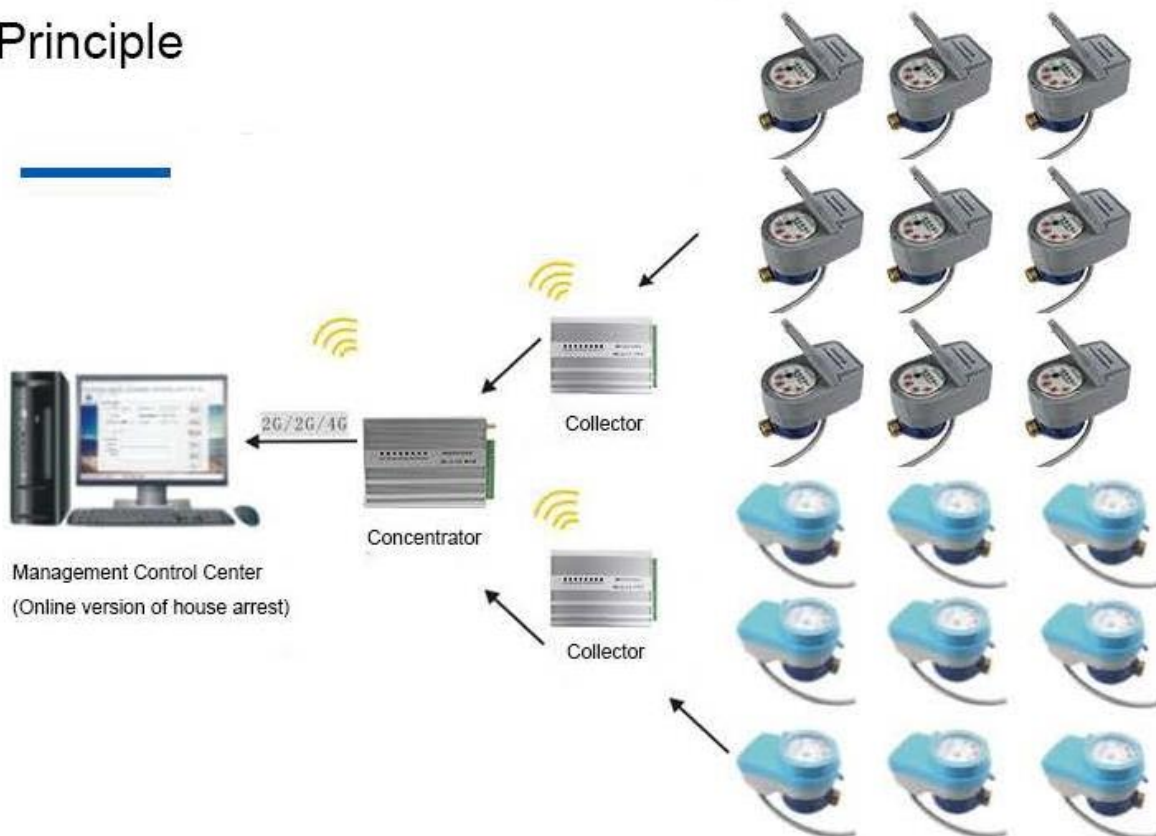 Principle
2G/2G/4G
Collector
Concentrator
Management Control Center
(Online version of house arrest)
Collector